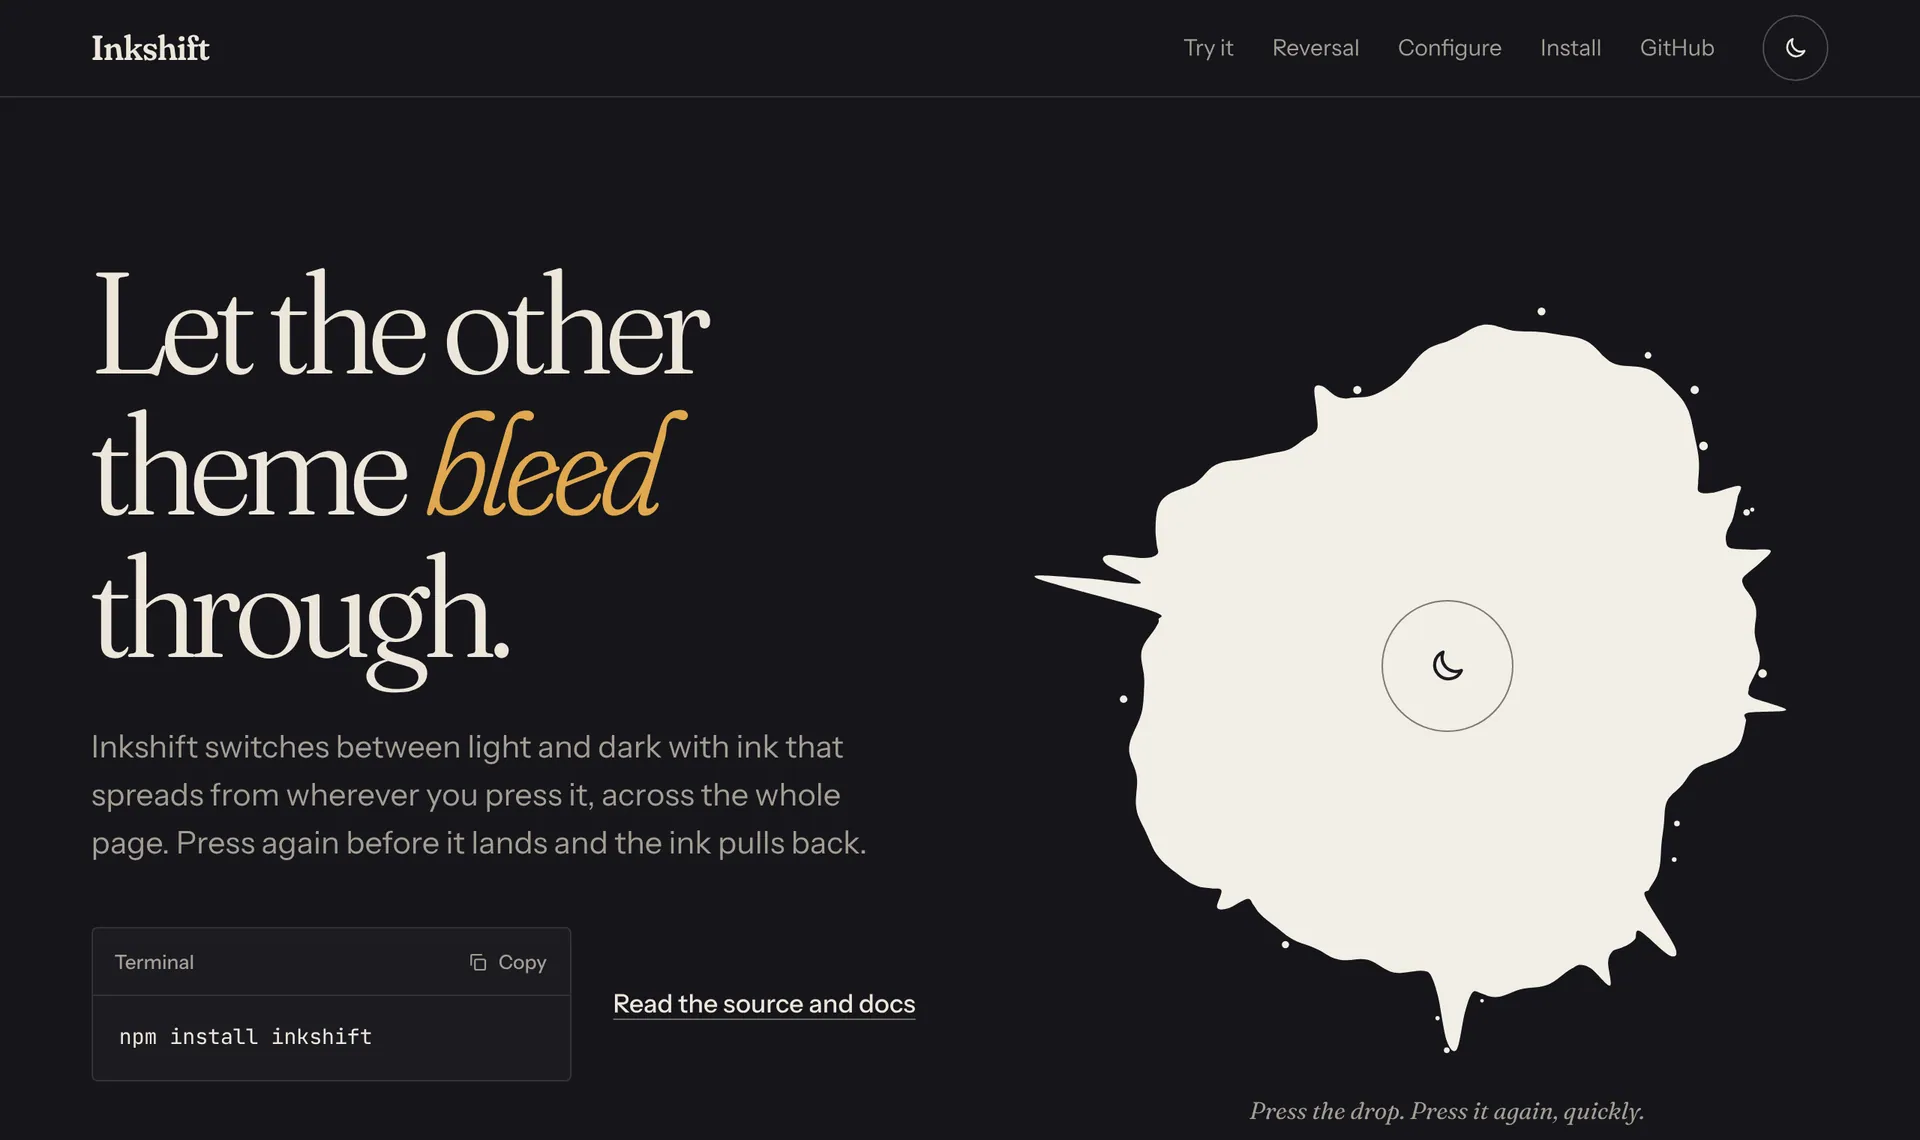 Inkshift
Try it
Reversal
Configure
Install
GitHub
Let the other
theme bleed
through.
Inkshift switches between light and dark with ink that
spreads from wherever you press it, across the whole
page. Press again before it lands and the ink pulls back.
Terminal
Copy
npm install inkshift
Read the source and docs
Press the drop. Press it again, quickly.